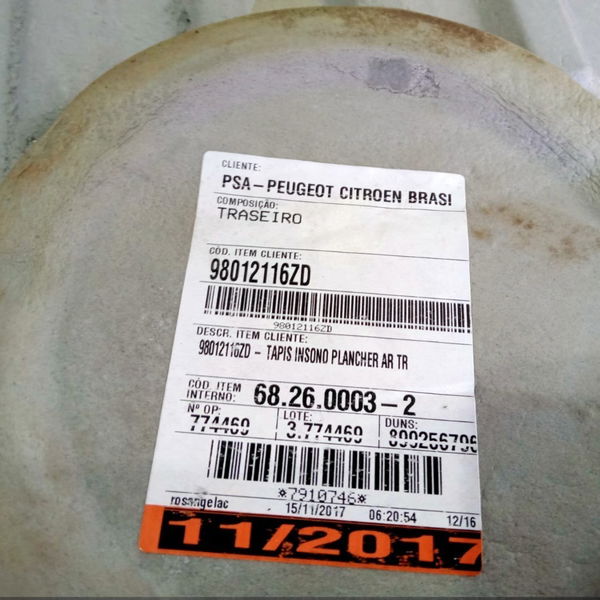 CLIENTE:
PSA-PEUGEOT CITROEN BRASI
COMPOSIÇÃO:
TRASEIRO
CÓD. ITEM CLIENTE:
98012116ZD
98012116ZD
DESCR. ITEM CLIENTE:
98012116ZD - TAPIS INSONO PLANCHER AR TR
CÓD. ITEM INTERNO: 68.26.0003-2
Nº OP: LOTE: DUNS:
774469 3.774469 899256796
*7910746*
rosangelac 15/11/2017 06:20:54 12/16
11/2017